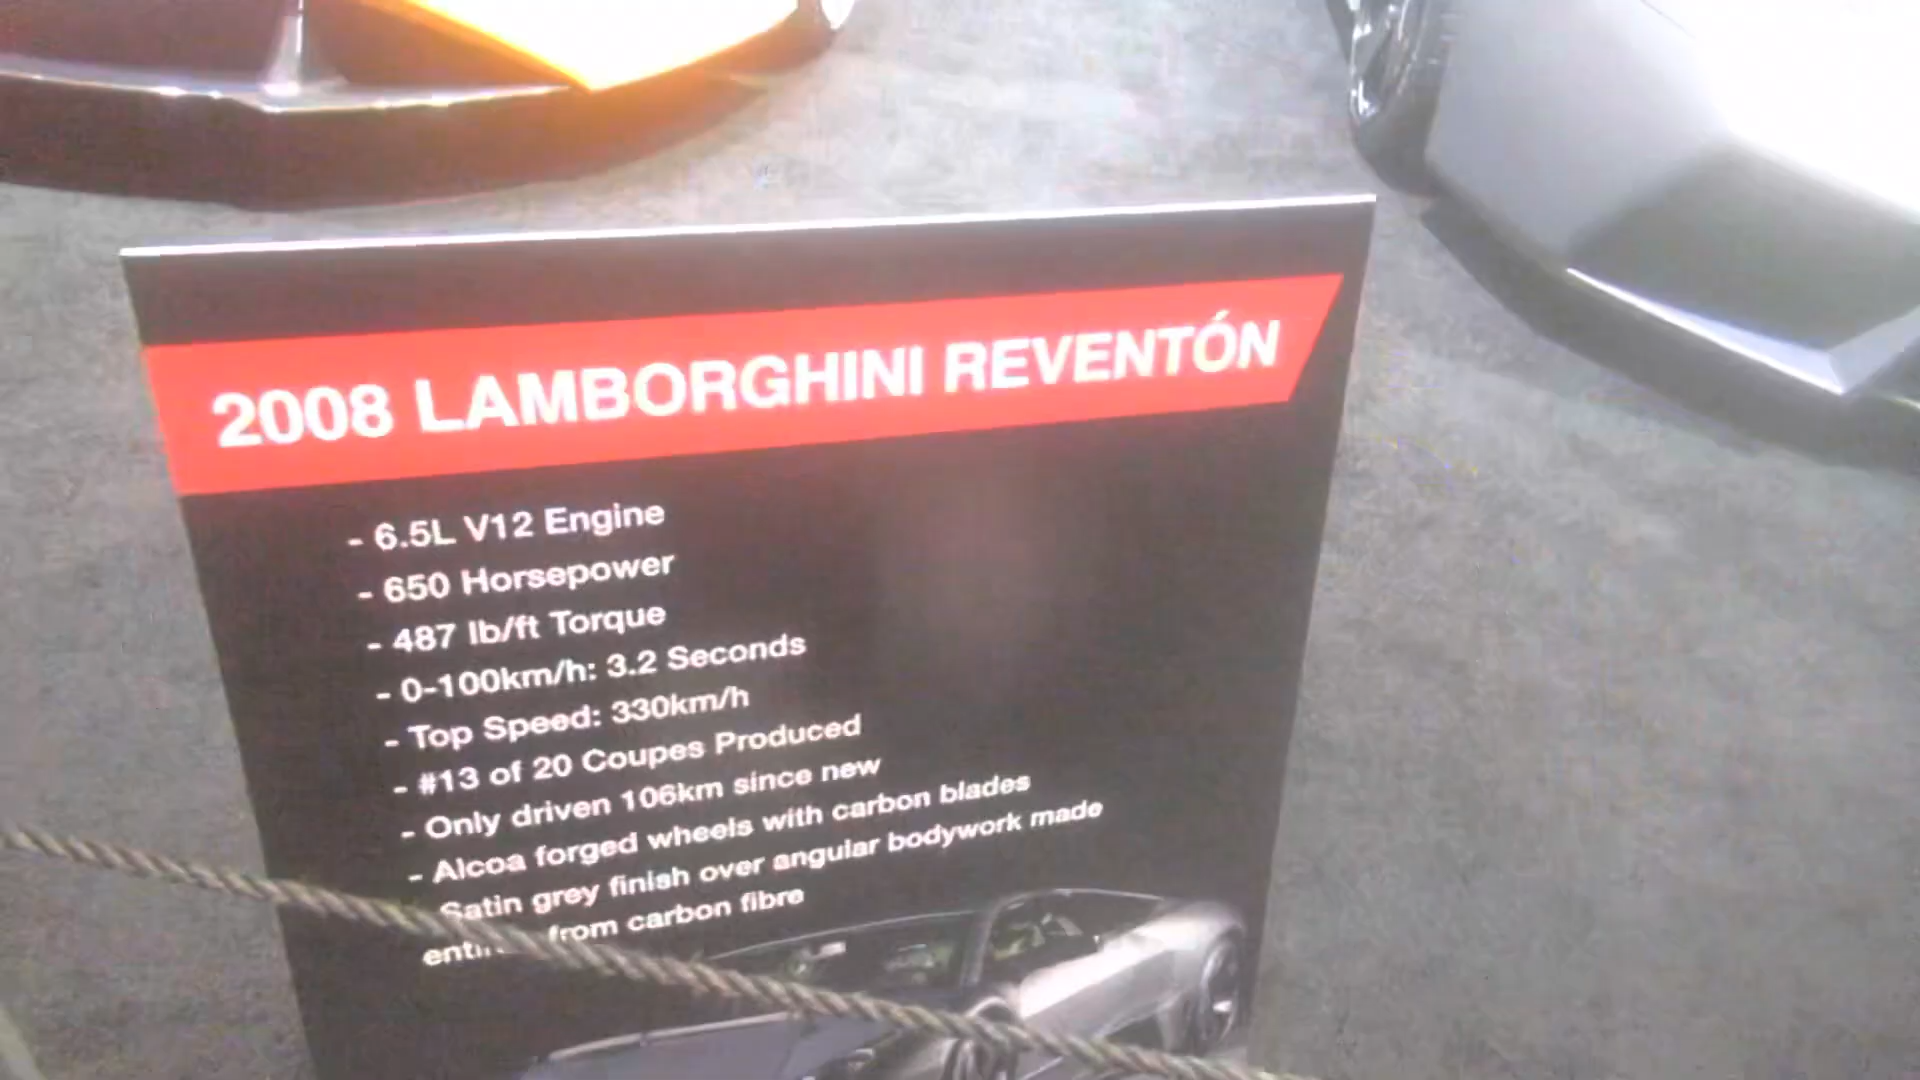 2008 LAMBORGHINI REVENTÓN
- 6.5L V12 Engine
- 650 Horsepower
- 487 lb/ft Torque
- 0-100km/h: 3.2 Seconds
- Top Speed: 330km/h
- #13 of 20 Coupes Produced
- Only driven 106km since new
- Alcoa forged wheels with carbon blades
Satin grey finish over angular bodywork made
from carbon fibre